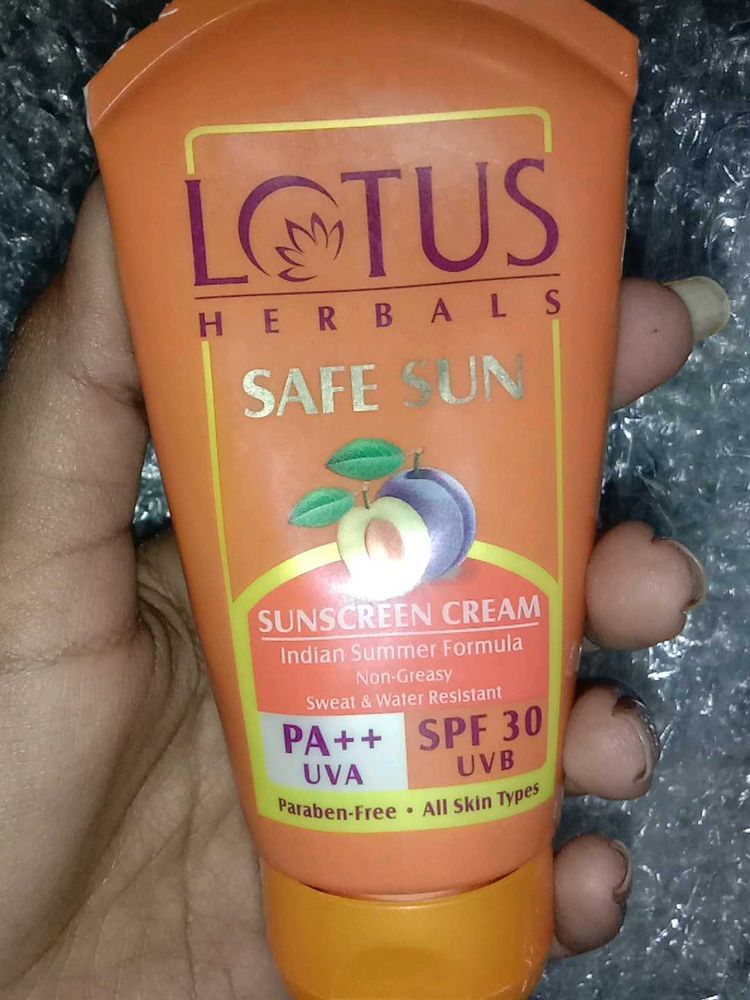 LOTUS
HERBALS
SAFE SUN
SUNSCREEN CREAM
Indian Summer Formula
Non-Greasy
Sweat & Water Resistant
PA++ SPF 30
UVA UVB
Paraben-Free • All Skin Types